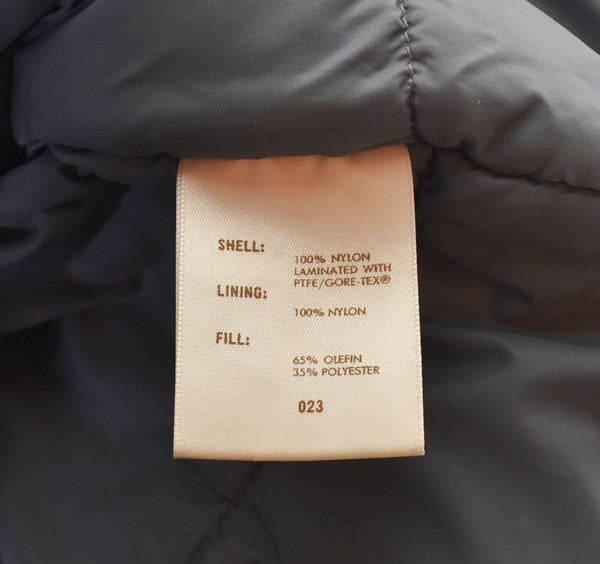 SHELL:
100% NYLON
LAMINATED WITH
PTFE/GORE-TEX®
LINING:
100% NYLON
FILL:
65% OLEFIN
35% POLYESTER
023